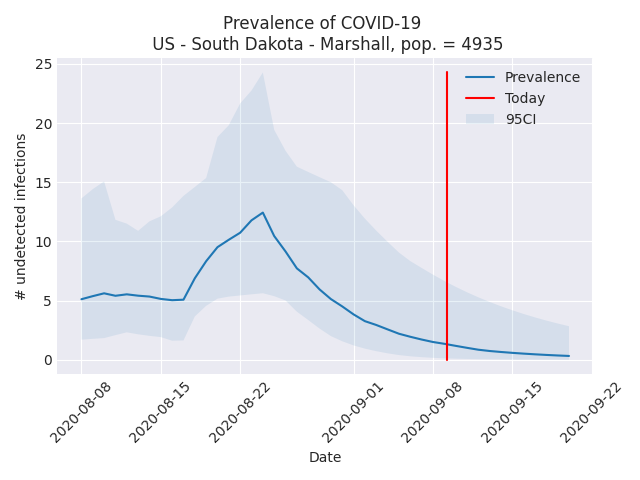 Prevalence of COVID-19
US - South Dakota - Marshall, pop. = 4935
25
20
15
10
5
0
# undetected infections
Prevalence
Today
95CI
2020-08-08
2020-08-15
2020-08-22
2020-09-01
2020-09-08
2020-09-15
2020-09-22
Date